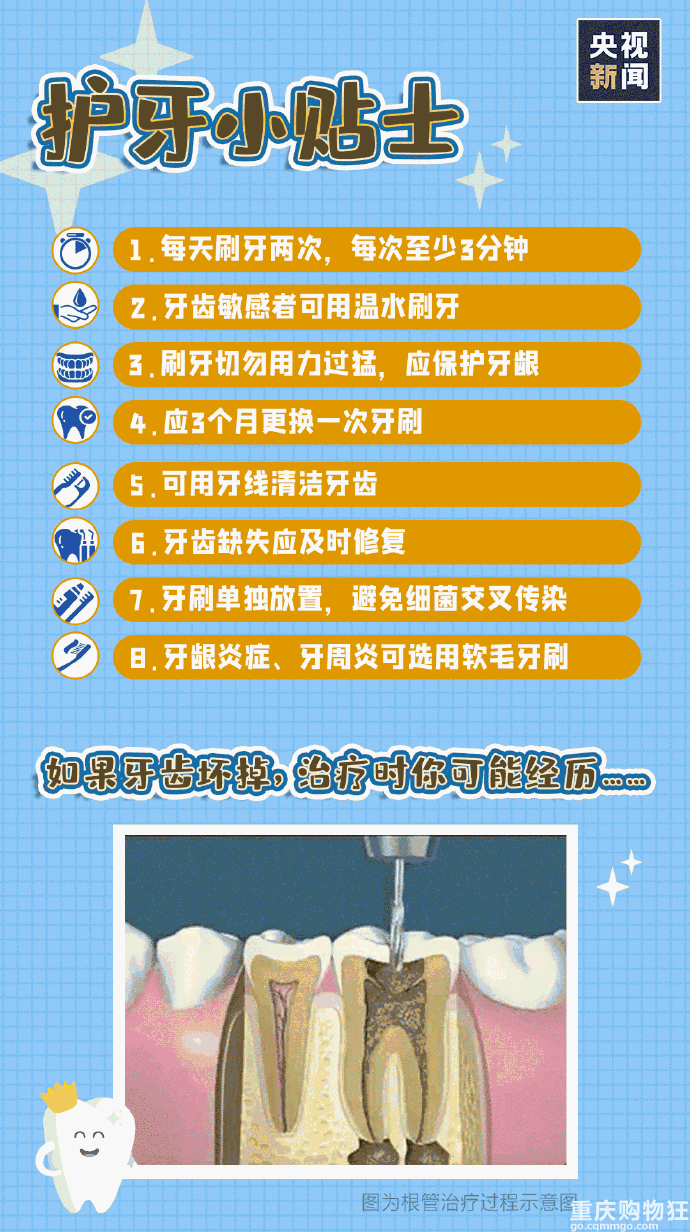 央视
新闻
护牙小贴士
1.每天刷牙两次，每次至少3分钟
2.牙齿敏感者可用温水刷牙
3.刷牙切勿用力过猛，应保护牙龈
4.应3个月更换一次牙刷
5.可用牙线清洁牙齿
6.牙齿缺失应及时修复
7.牙刷单独放置，避免细菌交叉传染
8.牙龈炎症、牙周炎可选用软毛牙刷
如果牙齿坏掉，治疗时你可能经历……
图为根管治疗过程示意图
重庆购物狂
go.cqmmgo.com